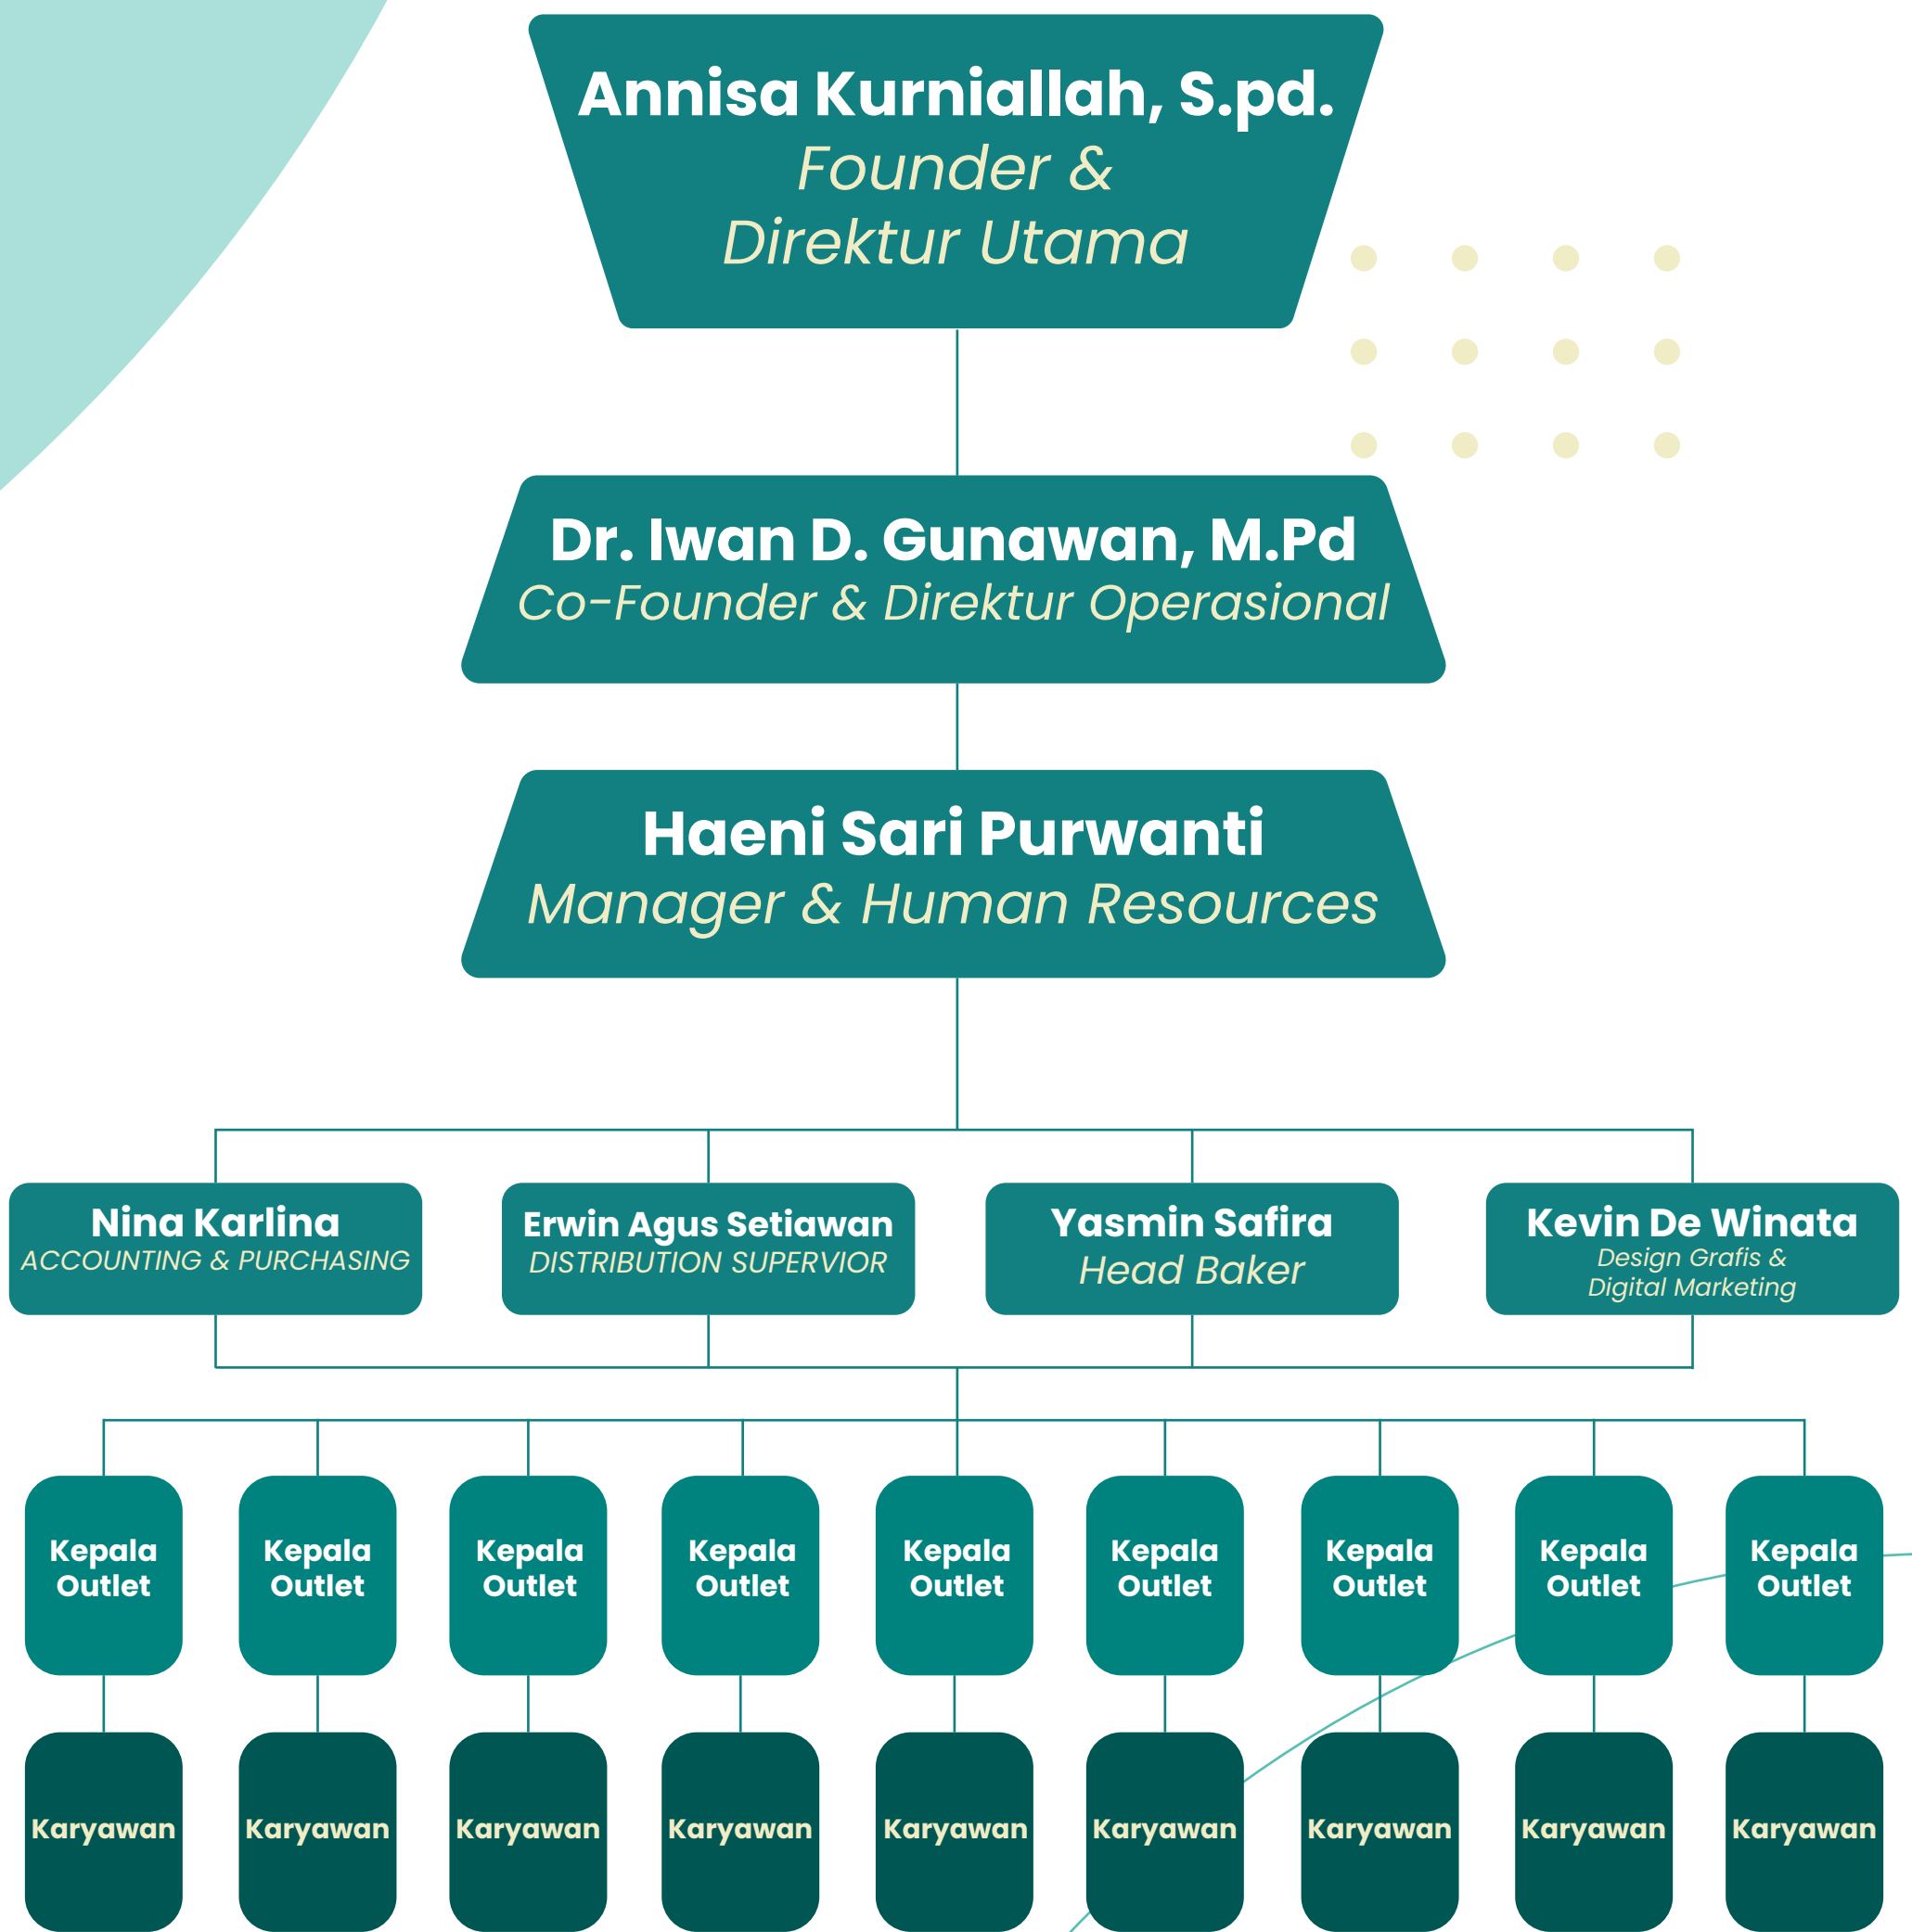 Annisa Kurniallah, S.pd.
Founder &
Direktur Utama
Dr. Iwan D. Gunawan, M.Pd
Co-Founder & Direktur Operasional
Haeni Sari Purwanti
Manager & Human Resources
Nina Karlina
ACCOUNTING & PURCHASING
Erwin Agus Setiawan
DISTRIBUTION SUPERVIOR
Yasmin Safira
Head Baker
Kevin De Winata
Design Grafis &
Digital Marketing
Kepala
Outlet
Kepala
Outlet
Kepala
Outlet
Kepala
Outlet
Kepala
Outlet
Kepala
Outlet
Kepala
Outlet
Kepala
Outlet
Kepala
Outlet
Karyawan
Karyawan
Karyawan
Karyawan
Karyawan
Karyawan
Karyawan
Karyawan
Karyawan